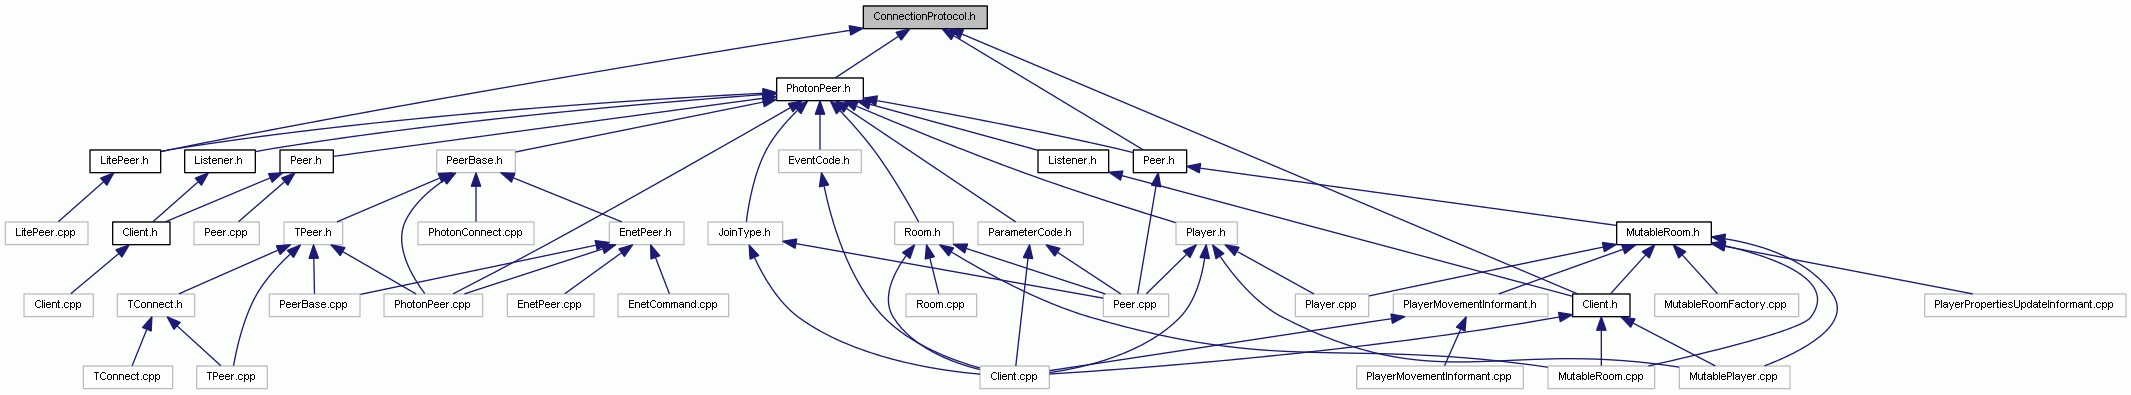 ConnectionProtocol.h
PhotonPeer.h
LitePeer.h
Listener.h
Peer.h
PeerBase.h
EventCode.h
Listener.h
Peer.h
LitePeer.cpp
Client.h
Peer.cpp
TPeer.h
PhotonConnect.cpp
EnetPeer.h
JoinType.h
Room.h
ParameterCode.h
Player.h
MutableRoom.h
Client.cpp
TConnect.h
PeerBase.cpp
PhotonPeer.cpp
EnetPeer.cpp
EnetCommand.cpp
Room.cpp
Peer.cpp
Player.cpp
PlayerMovementInformant.h
Client.h
MutableRoomFactory.cpp
PlayerPropertiesUpdateInformant.cpp
TConnect.cpp
TPeer.cpp
Client.cpp
PlayerMovementInformant.cpp
MutableRoom.cpp
MutablePlayer.cpp